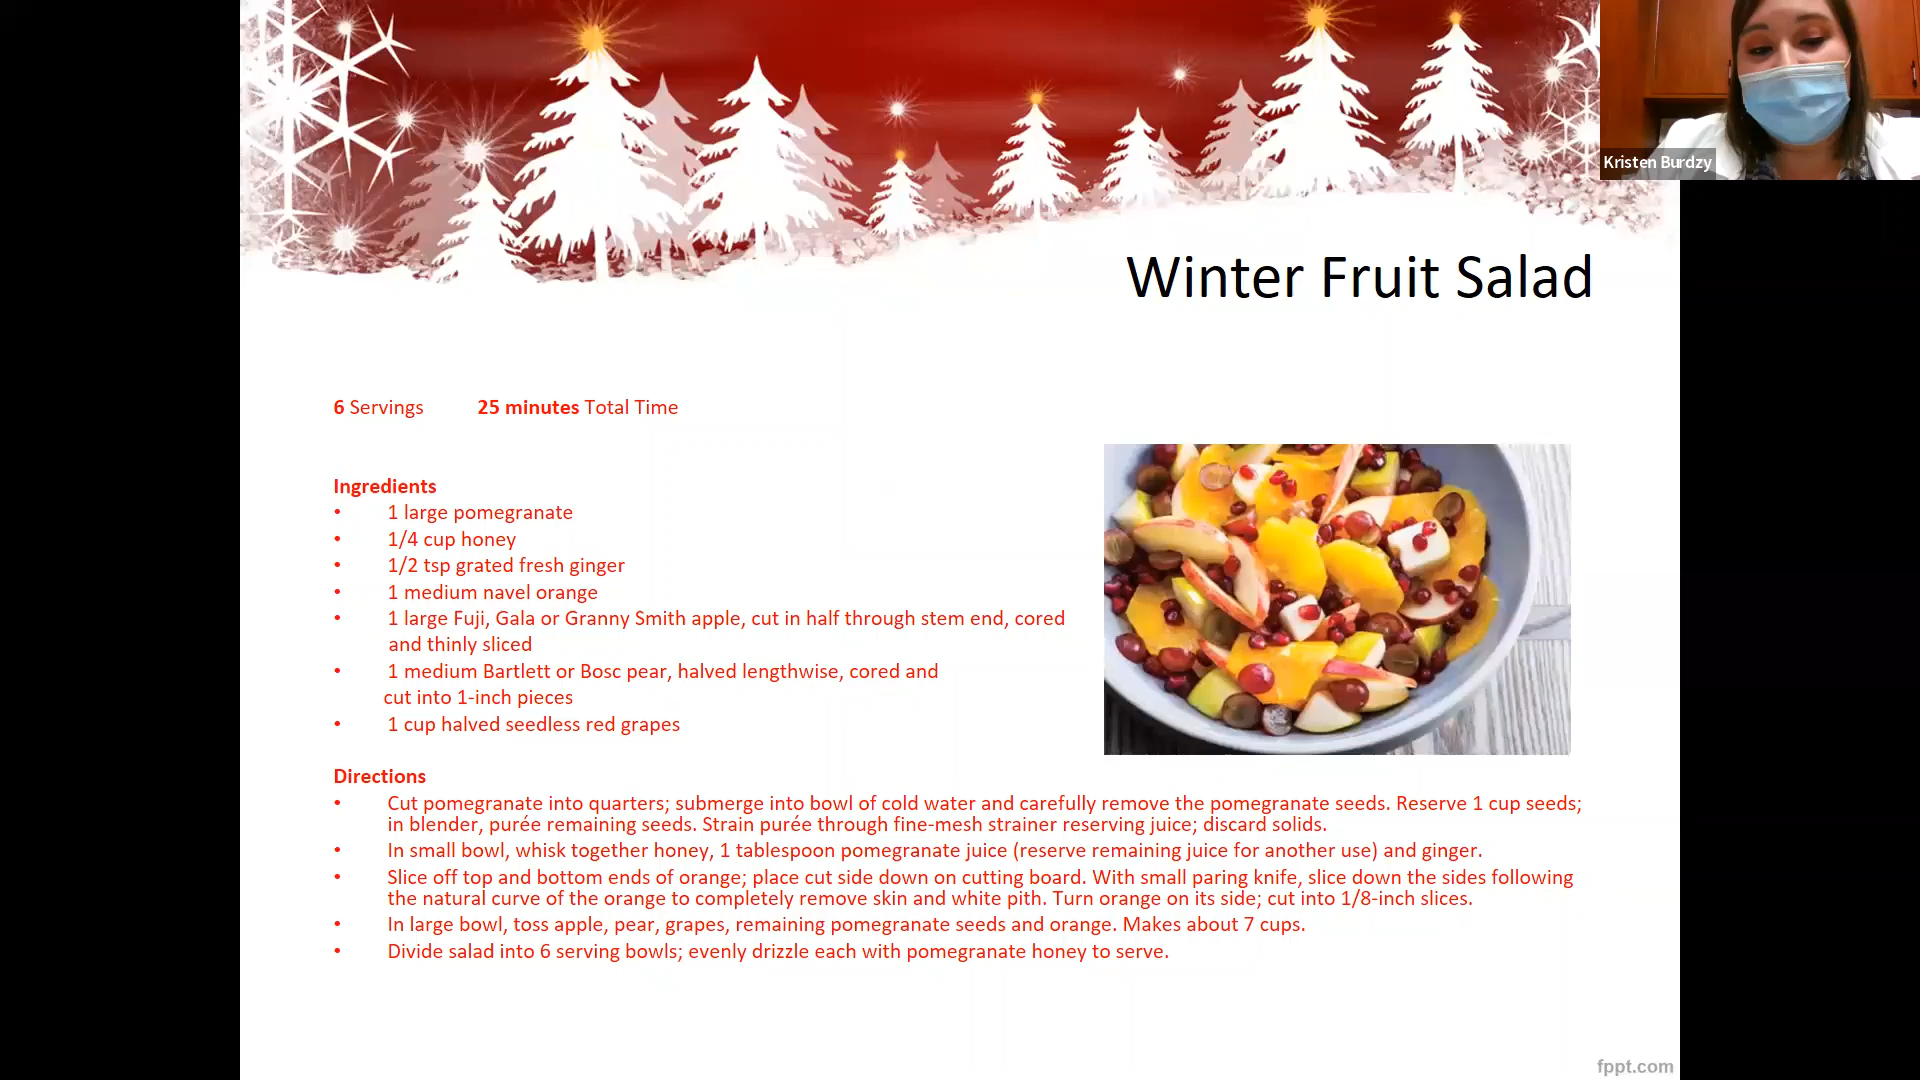 Kristen Burdzy
Winter Fruit Salad
6 Servings 25 minutes Total Time
Ingredients
• 1 large pomegranate
• 1/4 cup honey
• 1/2 tsp grated fresh ginger
• 1 medium navel orange
• 1 large Fuji, Gala or Granny Smith apple, cut in half through stem end, cored
and thinly sliced
• 1 medium Bartlett or Bosc pear, halved lengthwise, cored and
cut into 1-inch pieces
• 1 cup halved seedless red grapes
Directions
• Cut pomegranate into quarters; submerge into bowl of cold water and carefully remove the pomegranate seeds. Reserve 1 cup seeds;
in blender, purée remaining seeds. Strain purée through fine-mesh strainer reserving juice; discard solids.
• In small bowl, whisk together honey, 1 tablespoon pomegranate juice (reserve remaining juice for another use) and ginger.
• Slice off top and bottom ends of orange; place cut side down on cutting board. With small paring knife, slice down the sides following
the natural curve of the orange to completely remove skin and white pith. Turn orange on its side; cut into 1/8-inch slices.
• In large bowl, toss apple, pear, grapes, remaining pomegranate seeds and orange. Makes about 7 cups.
• Divide salad into 6 serving bowls; evenly drizzle each with pomegranate honey to serve.
fppt.com